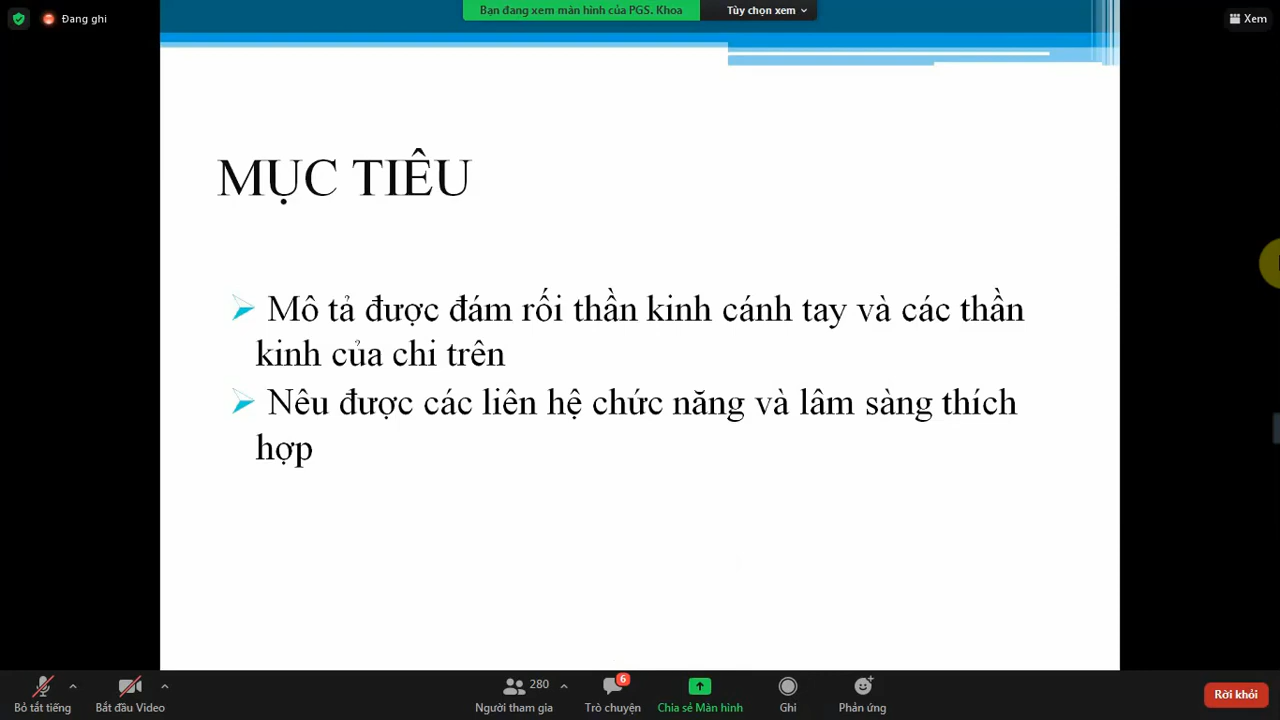 Đang ghi
Bạn đang xem màn hình của PGS. Khoa
Tùy chọn xem
Xem
MỤC TIÊU
Mô tả được đám rối thần kinh cánh tay và các thần
kinh của chi trên
Nêu được các liên hệ chức năng và lâm sàng thích
hợp
Bỏ tắt tiếng
Bắt đầu Video
280
Người tham gia
6
Trò chuyện
Chia sẻ Màn hình
Ghi
Phản ứng
Rời khỏi